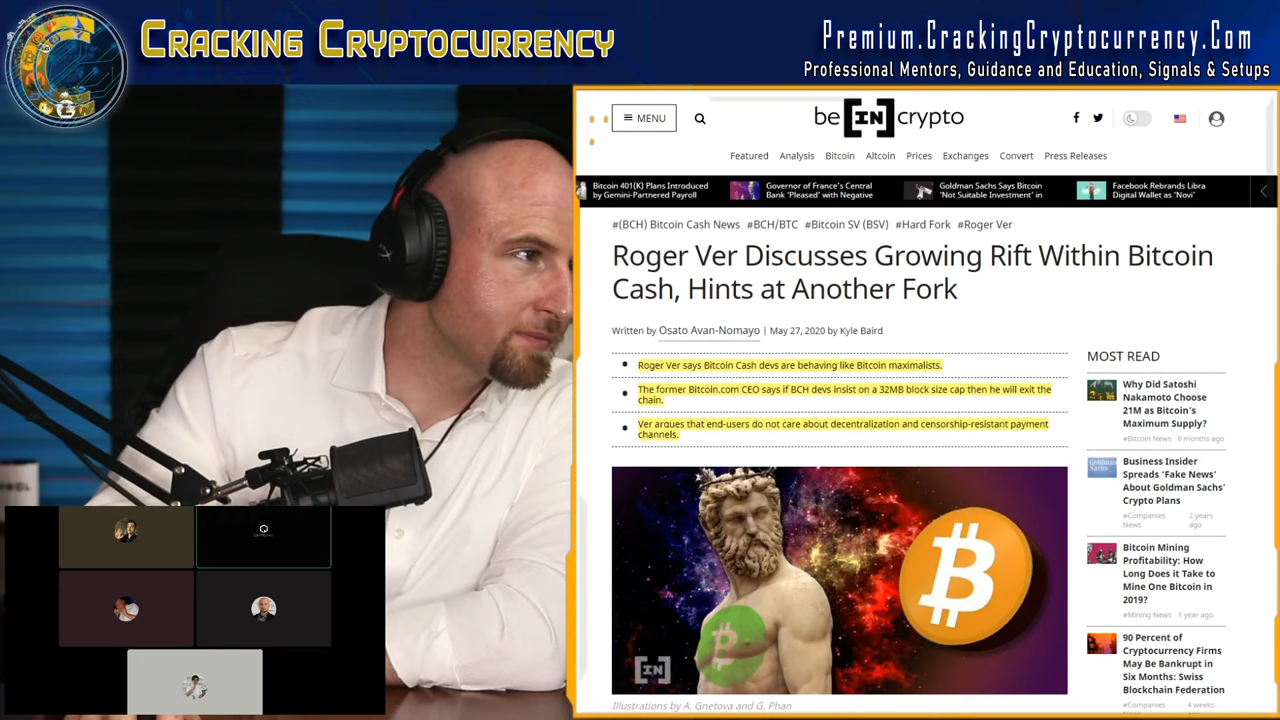 CRACKING CRYPTOCURRENCY
Premium.CrackingCryptocurrency.Com
Professional Mentors, Guidance and Education, Signals & Setups
MENU
be[IN]crypto
Featured Analysis Bitcoin Altcoin Prices Exchanges Convert Press Releases
Bitcoin 401(K) Plans Introduced
by Gemini-Partnered Payroll
Governor of France's Central
Bank 'Pleased' with Negative
Goldman Sachs Says Bitcoin
'Not Suitable Investment' in
Facebook Rebrands Libra
Digital Wallet as 'Novi'
#(BCH) Bitcoin Cash News #BCH/BTC #Bitcoin SV (BSV) #Hard Fork #Roger Ver
Roger Ver Discusses Growing Rift Within Bitcoin
Cash, Hints at Another Fork
Written by Osato Avan-Nomayo | May 27, 2020 by Kyle Baird
Roger Ver says Bitcoin Cash devs are behaving like Bitcoin maximalists.
The former Bitcoin.com CEO says if BCH devs insist on a 32MB block size cap then he will exit the
chain.
Ver argues that end-users do not care about decentralization and censorship-resistant payment
channels.
[IN]
Illustrations by A. Gnetova and G. Phan
MOST READ
Why Did Satoshi
Nakamoto Choose
21M as Bitcoin's
Maximum Supply?
#Bitcoin News 6 months ago
Goldman
Sachs
Business Insider
Spreads 'Fake News'
About Goldman Sachs'
Crypto Plans
#Companies
News
2 years
ago
Bitcoin Mining
Profitability: How
Long Does it Take to
Mine One Bitcoin in
2019?
#Mining News 1 year ago
90 Percent of
Cryptocurrency Firms
May Be Bankrupt in
Six Months: Swiss
Blockchain Federation
#Companies
4 weeks